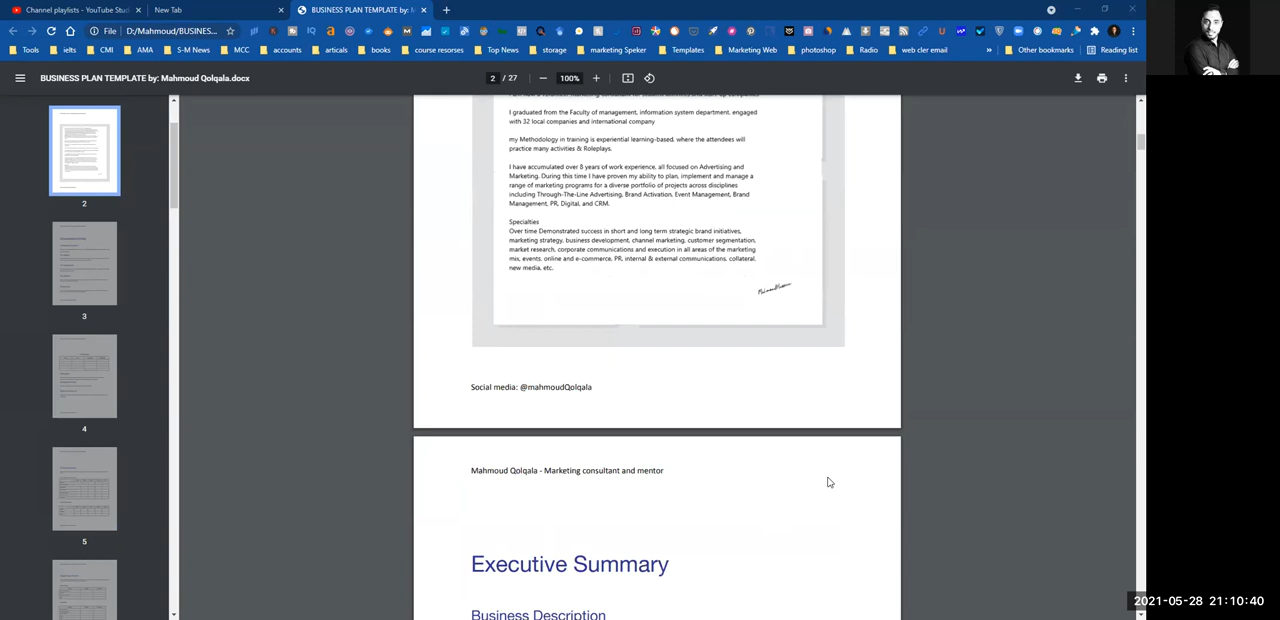 Channel playlists - YouTube Stud
New Tab
BUSINESS PLAN TEMPLATE by: M
File
D:/Mahmoud/BUSINES...
Tools
ielts
CMI
AMA
S-M News
MCC
accounts
articals
books
course resorses
Top News
storage
marketing Speker
Templates
Marketing Web
photoshop
Radio
web cler email
»
Other bookmarks
Reading list
BUSINESS PLAN TEMPLATE by: Mahmoud Qolqala.docx
2 / 27
100%
2
3
4
5
I graduated from the Faculty of management, information system department, engaged
with 32 local companies and international company
my Methodology in training is experiential learning-based, where the attendees will
practice many activities & Roleplays.
I have accumulated over 8 years of work experience, all focused on Advertising and
Marketing. During this time I have proven my ability to plan, implement and manage a
range of marketing programs for a diverse portfolio of projects across disciplines
including Through-The-Line Advertising, Brand Activation. Event Management, Brand
Management, PR, Digital, and CRM.
Specialties
Over time Demonstrated success in short and long term strategic brand initiatives,
marketing strategy, business development, channel marketing, customer segmentation,
market research, corporate communications and execution in all areas of the marketing
mix, events, online and e-commerce, PR, internal & external communications, collateral,
new media, etc.
Social media: @mahmoudQolqala
Mahmoud Qolqala - Marketing consultant and mentor
Executive Summary
Business Description
2021-05-28 21:10:40